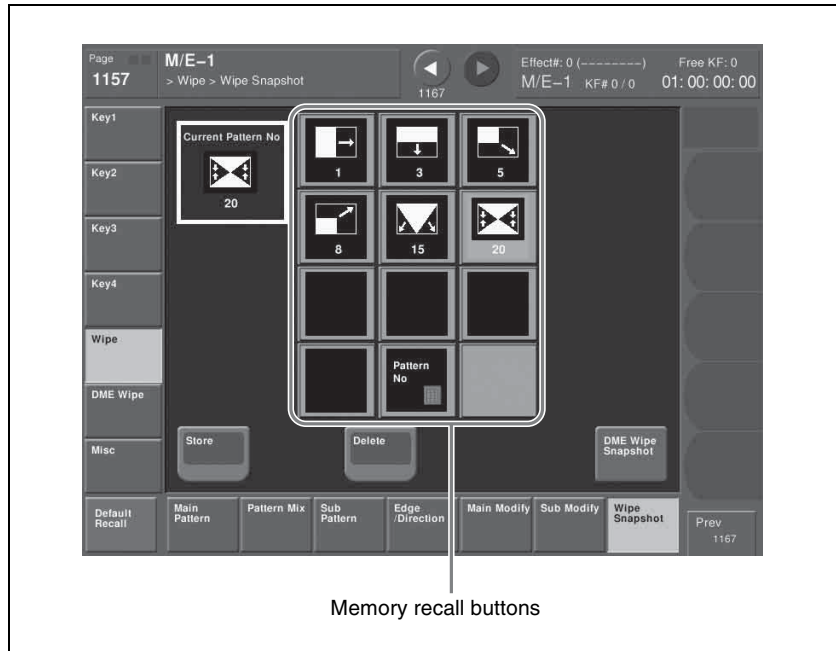 Page
1157
M/E–1
> Wipe > Wipe Snapshot
1167
Effect#: 0 (––––––––)
M/E–1 KF# 0 / 0
Free KF: 0
01: 00: 00: 00
Key1
Key2
Key3
Key4
Wipe
DME Wipe
Misc
Default
Recall
Current Pattern No
20
1
3
5
8
15
20
Pattern
No
Store
Delete
DME Wipe
Snapshot
Main
Pattern
Pattern Mix
Sub
Pattern
Edge
/Direction
Main Modify
Sub Modify
Wipe
Snapshot
Prev
1167
Memory recall buttons